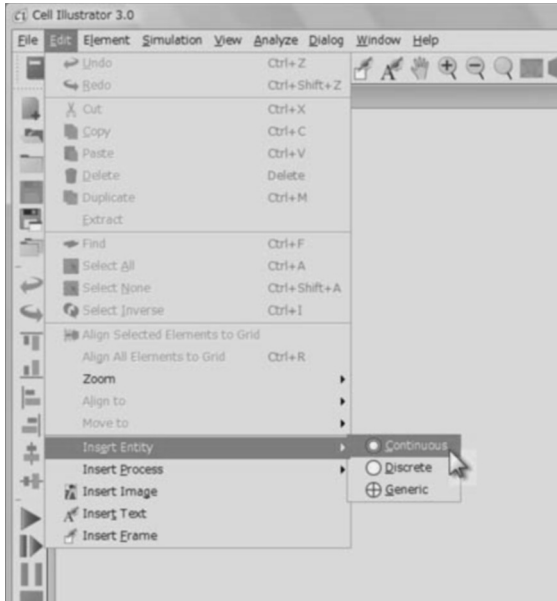 Cell Illustrator 3.0
File Edit Element Simulation View Analyze Dialog Window Help
Undo Ctrl+Z
Redo Ctrl+Shift+Z
Cut Ctrl+X
Copy Ctrl+C
Paste Ctrl+V
Delete Delete
Duplicate Ctrl+M
Extract
Find Ctrl+F
Select All Ctrl+A
Select None Ctrl+Shift+A
Select Inverse Ctrl+I
Align Selected Elements to Grid
Align All Elements to Grid Ctrl+R
Zoom
Align to
Move to
Insert Entity
Continuous
Insert Process
Discrete
Insert Image
Generic
Insert Text
Insert Frame